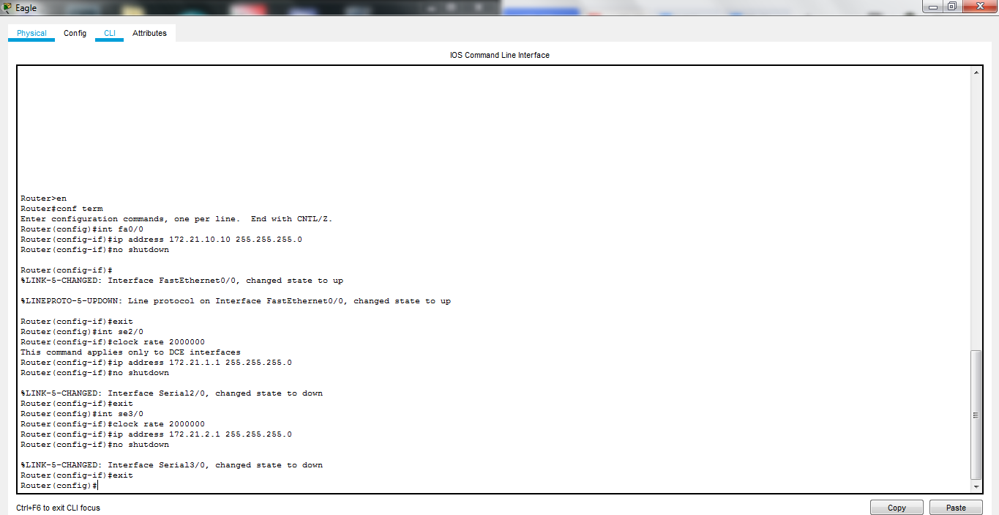 Eagle
Physical Config CLI Attributes
IOS Command Line Interface
Router>en
Router#conf term
Enter configuration commands, one per line.  End with CNTL/Z.
Router(config)#int fa0/0
Router(config-if)#ip address 172.21.10.10 255.255.255.0
Router(config-if)#no shutdown
Router(config-if)#
%LINK-5-CHANGED: Interface FastEthernet0/0, changed state to up
%LINEPROTO-5-UPDOWN: Line protocol on Interface FastEthernet0/0, changed state to up
Router(config-if)#exit
Router(config)#int se2/0
Router(config-if)#clock rate 2000000
This command applies only to DCE interfaces
Router(config-if)#ip address 172.21.1.1 255.255.255.0
Router(config-if)#no shutdown
%LINK-5-CHANGED: Interface Serial2/0, changed state to down
Router(config-if)#exit
Router(config)#int se3/0
Router(config-if)#clock rate 2000000
Router(config-if)#ip address 172.21.2.1 255.255.255.0
Router(config-if)#no shutdown
%LINK-5-CHANGED: Interface Serial3/0, changed state to down
Router(config-if)#exit
Router(config)#
Ctrl+F6 to exit CLI focus
Copy Paste